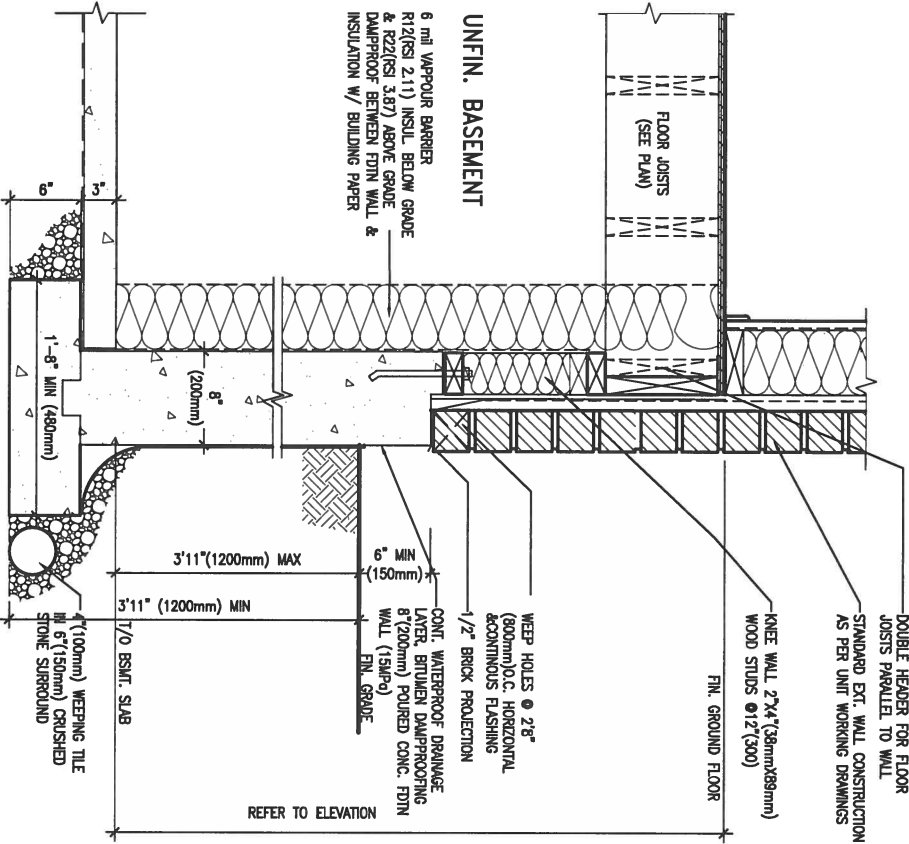 UNFIN. BASEMENT
6 mil VAPPOUR BARRIER
R12(RSI 2.11) INSUL BELOW GRADE
& R22(RSI 3.87) ABOVE GRADE
DAMPPROOF BETWEEN FDTN WALL &
INSULATION W/ BUILDING PAPER
FLOOR JOISTS
(SEE PLAN)
DOUBLE HEADER FOR FLOOR
JOISTS PARALLEL TO WALL
STANDARD EXT. WALL CONSTRUCTION
AS PER UNIT WORKING DRAWINGS
KNEE WALL 2"X4"(38mmX89mm)
WOOD STUDS @12"(300)
FIN. GROUND FLOOR
WEEP HOLES @ 2'8"
(800mm)O.C. HORIZONTAL
&CONTINOUS FLASHING
1/2" BRICK PROJECTION
CONT. WATERPROOF DRAINAGE
LAYER, BITUMEN DAMPPROOFING
8"(200mm) POURED CONC. FDTN
WALL (15MPa)
FIN. GRADE
T/O BSMT. SLAB
4"(100mm) WEEPING TILE
IN 6"(150mm) CRUSHED
STONE SURROUND
6"
3"
8"
(200mm)
1'-8" MIN (480mm)
6" MIN
(150mm)
3'11"(1200mm) MAX
3'11" (1200mm) MIN
REFER TO ELEVATION